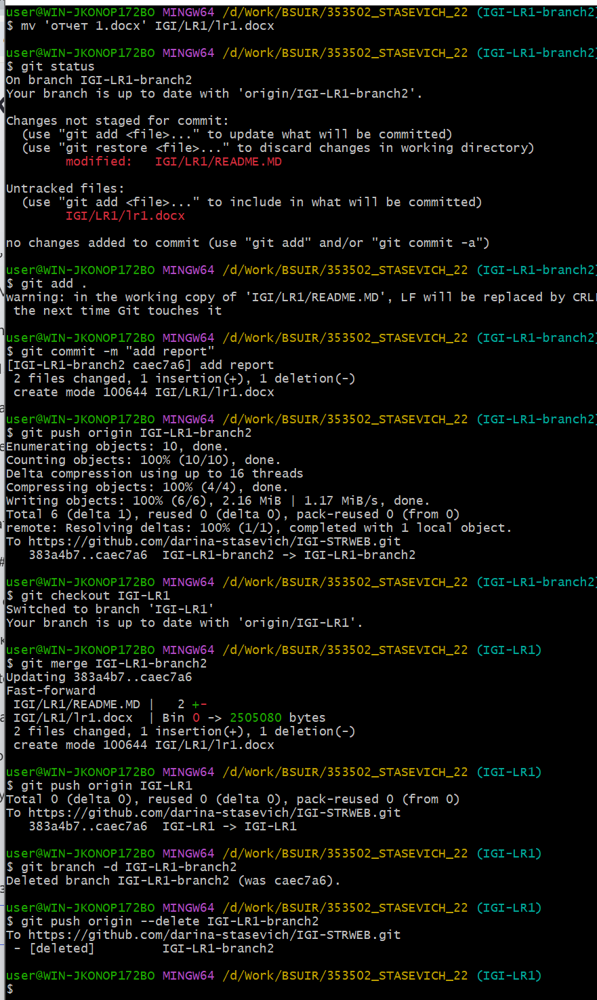 user@WIN-JKONOP172BO MINGW64 /d/Work/BSUIR/353502_STASEVICH_22 (IGI-LR1-branch2)
$ mv 'отчет 1.docx' IGI/LR1/lr1.docx
user@WIN-JKONOP172BO MINGW64 /d/Work/BSUIR/353502_STASEVICH_22 (IGI-LR1-branch2)
$ git status
On branch IGI-LR1-branch2
Your branch is up to date with 'origin/IGI-LR1-branch2'.
Changes not staged for commit:
(use "git add <file>..." to update what will be committed)
(use "git restore <file>..." to discard changes in working directory)
modified:   IGI/LR1/README.MD
Untracked files:
(use "git add <file>..." to include in what will be committed)
IGI/LR1/lr1.docx
no changes added to commit (use "git add" and/or "git commit -a")
user@WIN-JKONOP172BO MINGW64 /d/Work/BSUIR/353502_STASEVICH_22 (IGI-LR1-branch2)
$ git add .
warning: in the working copy of 'IGI/LR1/README.MD', LF will be replaced by CRLF
the next time Git touches it
user@WIN-JKONOP172BO MINGW64 /d/Work/BSUIR/353502_STASEVICH_22 (IGI-LR1-branch2)
$ git commit -m "add report"
[IGI-LR1-branch2 caec7a6] add report
2 files changed, 1 insertion(+), 1 deletion(-)
create mode 100644 IGI/LR1/lr1.docx
user@WIN-JKONOP172BO MINGW64 /d/Work/BSUIR/353502_STASEVICH_22 (IGI-LR1-branch2)
$ git push origin IGI-LR1-branch2
Enumerating objects: 10, done.
Counting objects: 100% (10/10), done.
Delta compression using up to 16 threads
Compressing objects: 100% (4/4), done.
Writing objects: 100% (6/6), 2.16 MiB | 1.17 MiB/s, done.
Total 6 (delta 1), reused 0 (delta 0), pack-reused 0 (from 0)
remote: Resolving deltas: 100% (1/1), completed with 1 local object.
To https://github.com/darina-stasevich/IGI-STRWEB.git
383a4b7..caec7a6  IGI-LR1-branch2 -> IGI-LR1-branch2
user@WIN-JKONOP172BO MINGW64 /d/Work/BSUIR/353502_STASEVICH_22 (IGI-LR1-branch2)
$ git checkout IGI-LR1
Switched to branch 'IGI-LR1'
Your branch is up to date with 'origin/IGI-LR1'.
user@WIN-JKONOP172BO MINGW64 /d/Work/BSUIR/353502_STASEVICH_22 (IGI-LR1)
$ git merge IGI-LR1-branch2
Updating 383a4b7..caec7a6
Fast-forward
IGI/LR1/README.MD |   2 +-
IGI/LR1/lr1.docx  | Bin 0 -> 2505080 bytes
2 files changed, 1 insertion(+), 1 deletion(-)
create mode 100644 IGI/LR1/lr1.docx
user@WIN-JKONOP172BO MINGW64 /d/Work/BSUIR/353502_STASEVICH_22 (IGI-LR1)
$ git push origin IGI-LR1
Total 0 (delta 0), reused 0 (delta 0), pack-reused 0 (from 0)
To https://github.com/darina-stasevich/IGI-STRWEB.git
383a4b7..caec7a6  IGI-LR1 -> IGI-LR1
user@WIN-JKONOP172BO MINGW64 /d/Work/BSUIR/353502_STASEVICH_22 (IGI-LR1)
$ git branch -d IGI-LR1-branch2
Deleted branch IGI-LR1-branch2 (was caec7a6).
user@WIN-JKONOP172BO MINGW64 /d/Work/BSUIR/353502_STASEVICH_22 (IGI-LR1)
$ git push origin --delete IGI-LR1-branch2
To https://github.com/darina-stasevich/IGI-STRWEB.git
- [deleted]         IGI-LR1-branch2
user@WIN-JKONOP172BO MINGW64 /d/Work/BSUIR/353502_STASEVICH_22 (IGI-LR1)
$